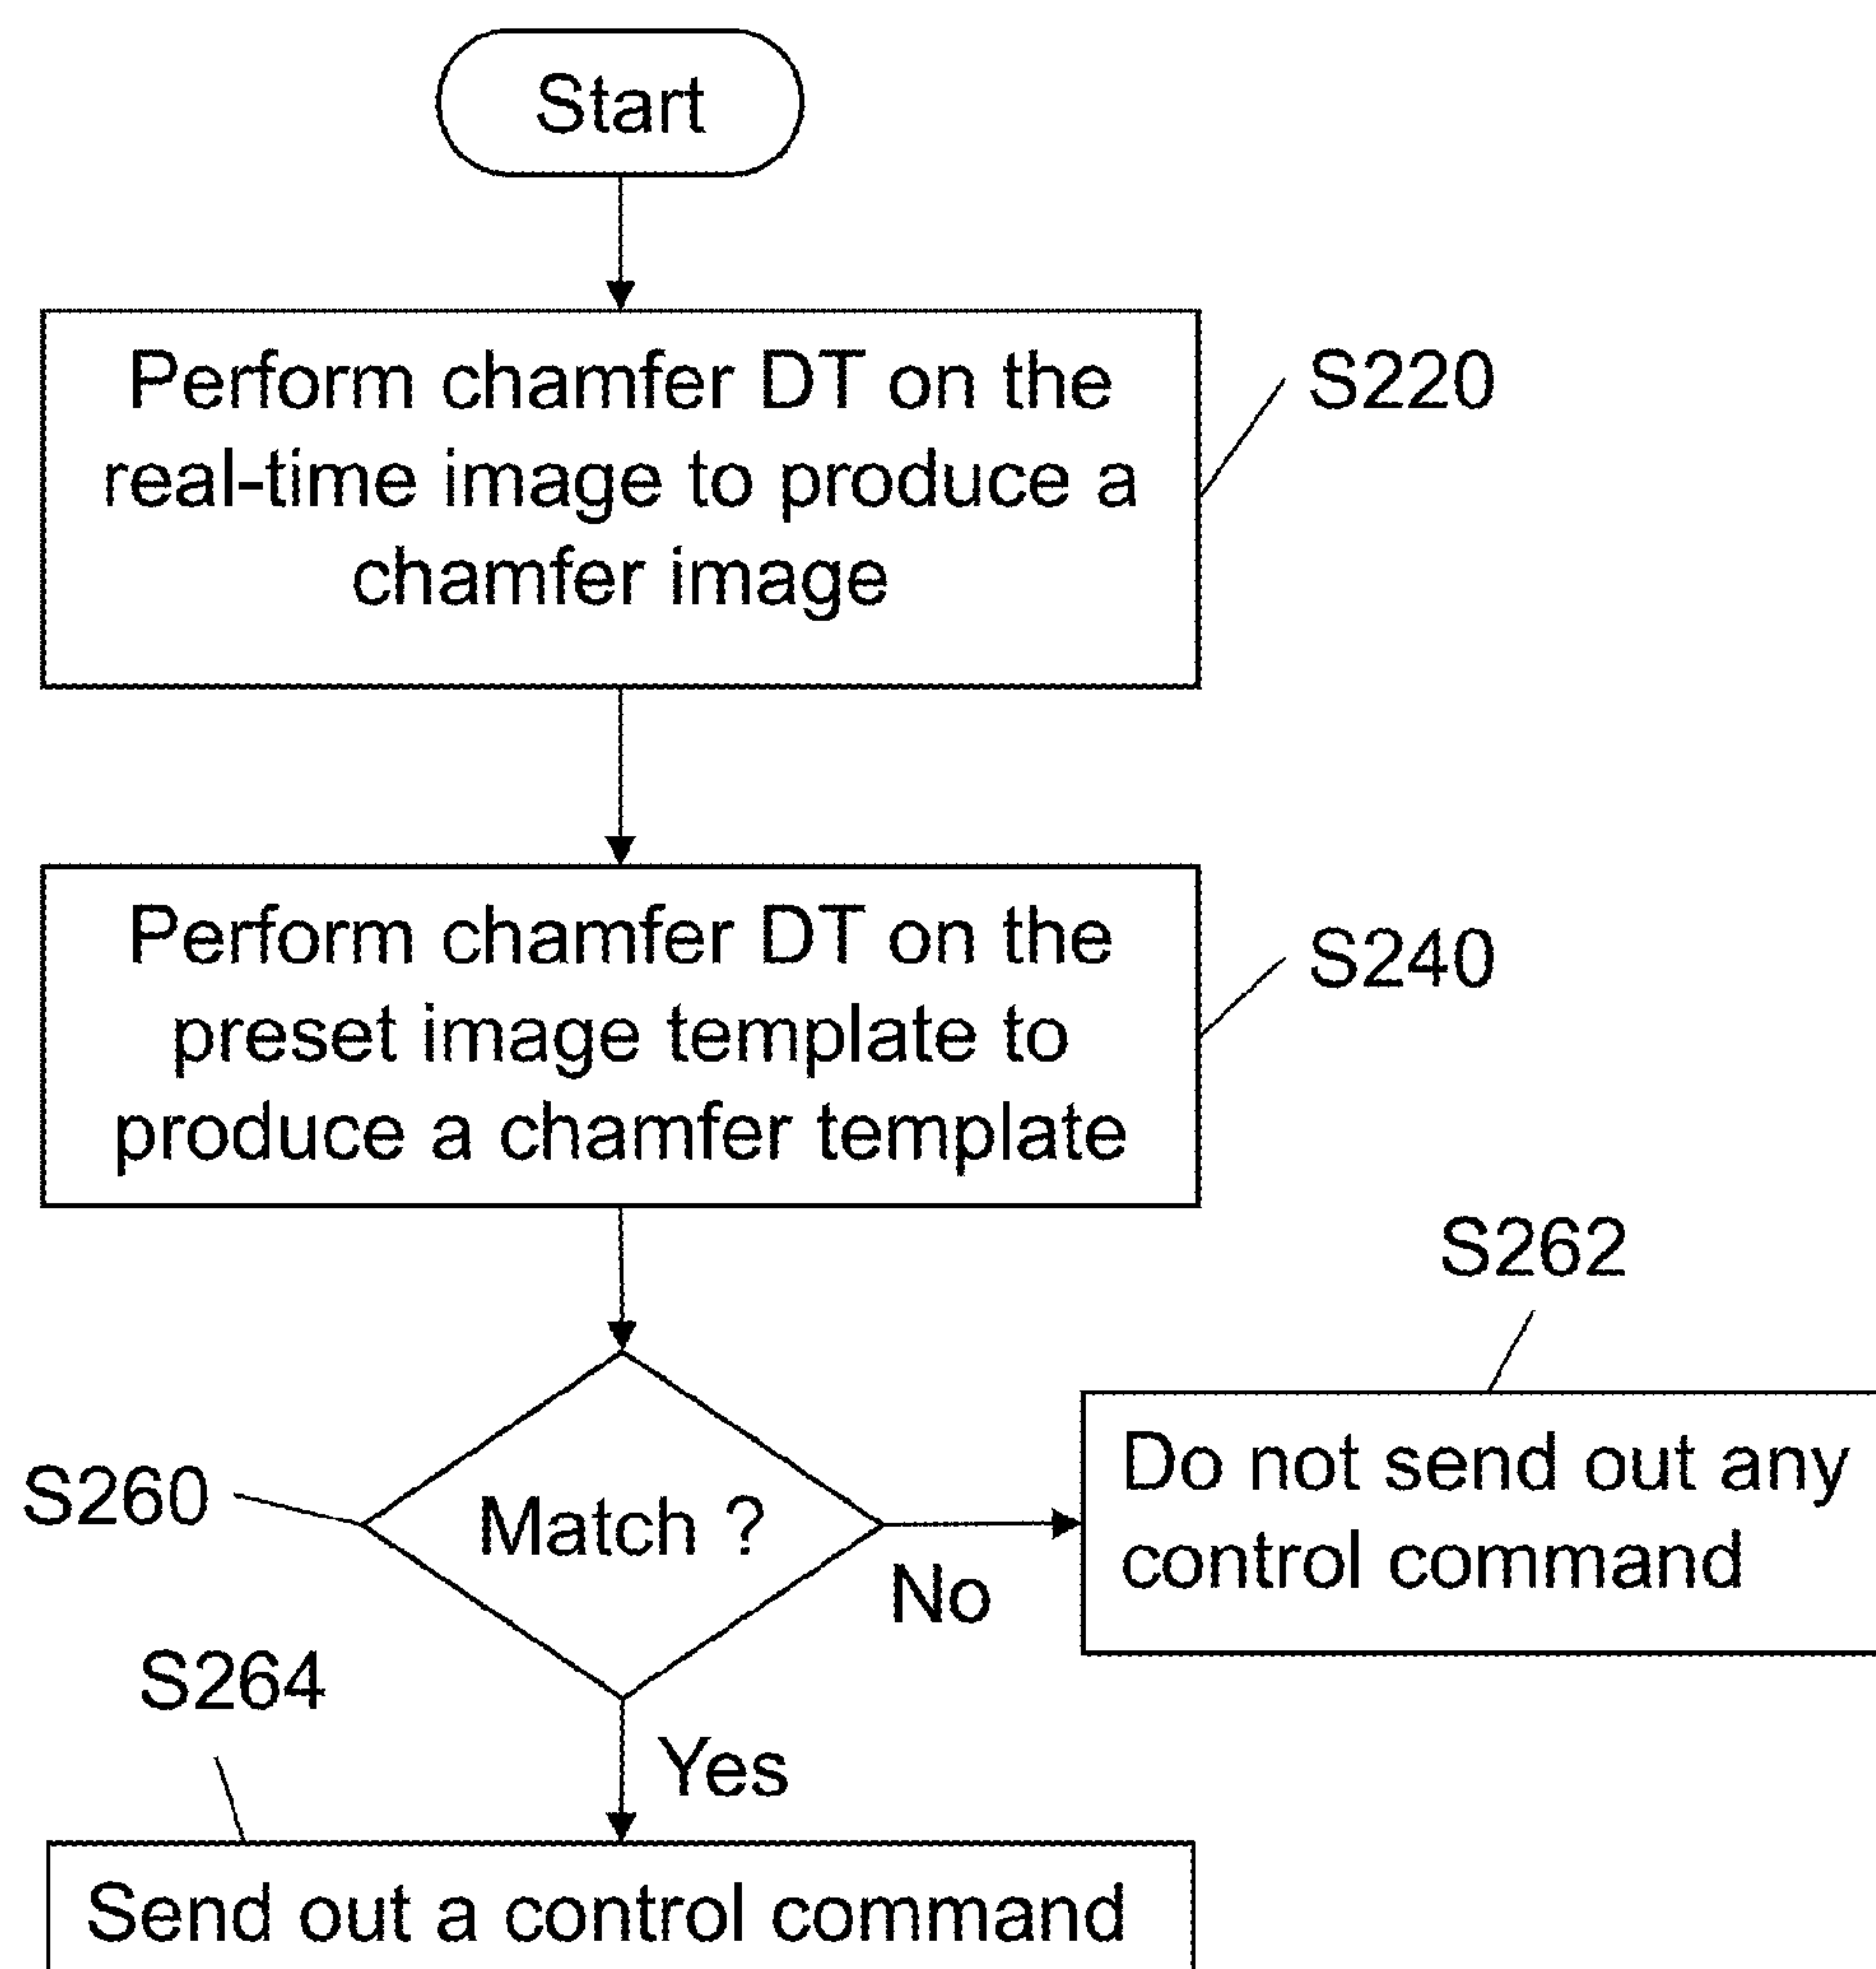 Start
Perform chamfer DT on the
real-time image to produce a
chamfer image
S220
Perform chamfer DT on the
preset image template to
produce a chamfer template
S240
S262
S260
Match ?
Do not send out any
control command
No
S264
Yes
Send out a control command